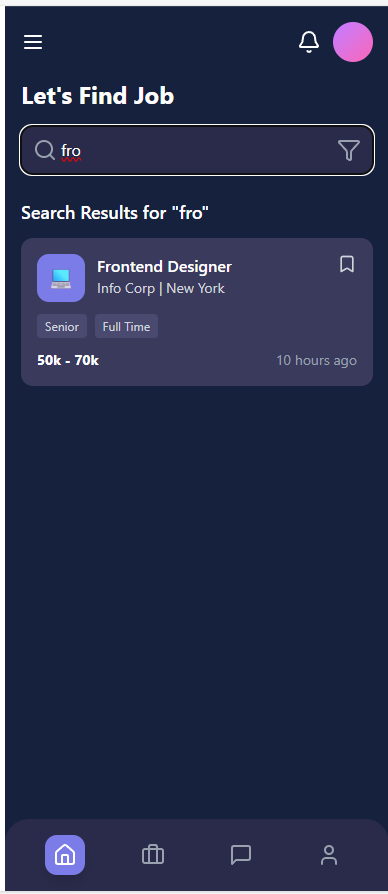 Let's Find Job
fro
Search Results for "fro"
Frontend Designer
Info Corp | New York
Senior Full Time
50k - 70k 10 hours ago